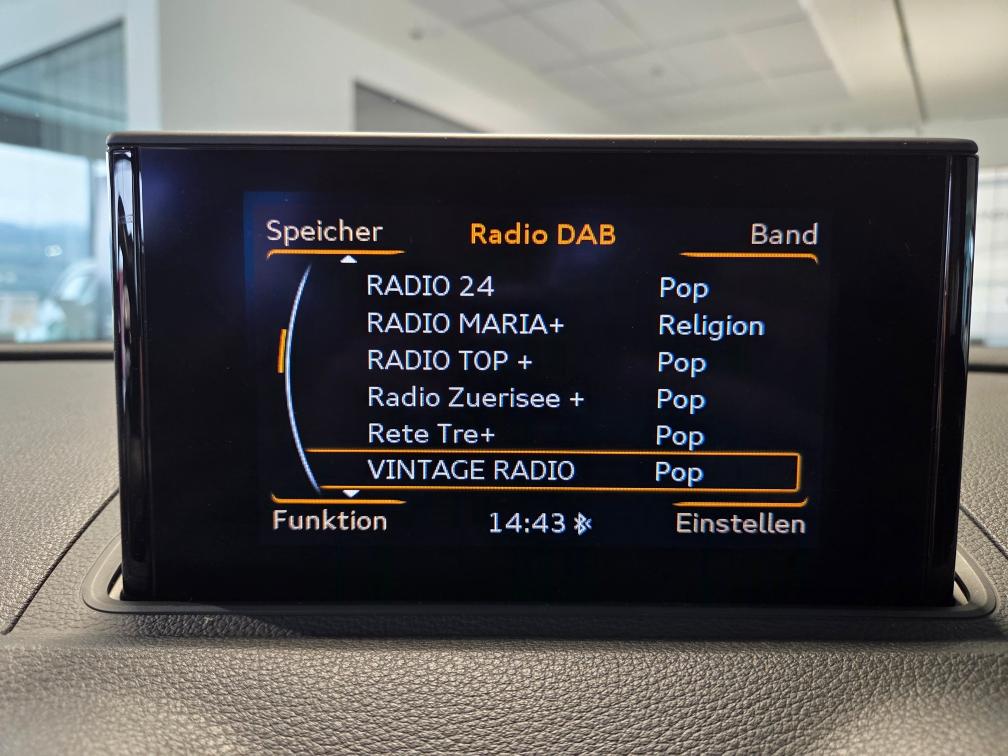 Speicher Radio DAB Band
RADIO 24 Pop
RADIO MARIA+ Religion
RADIO TOP + Pop
Radio Zuerisee + Pop
Rete Tre+ Pop
VINTAGE RADIO Pop
Funktion 14:43 Einstellen